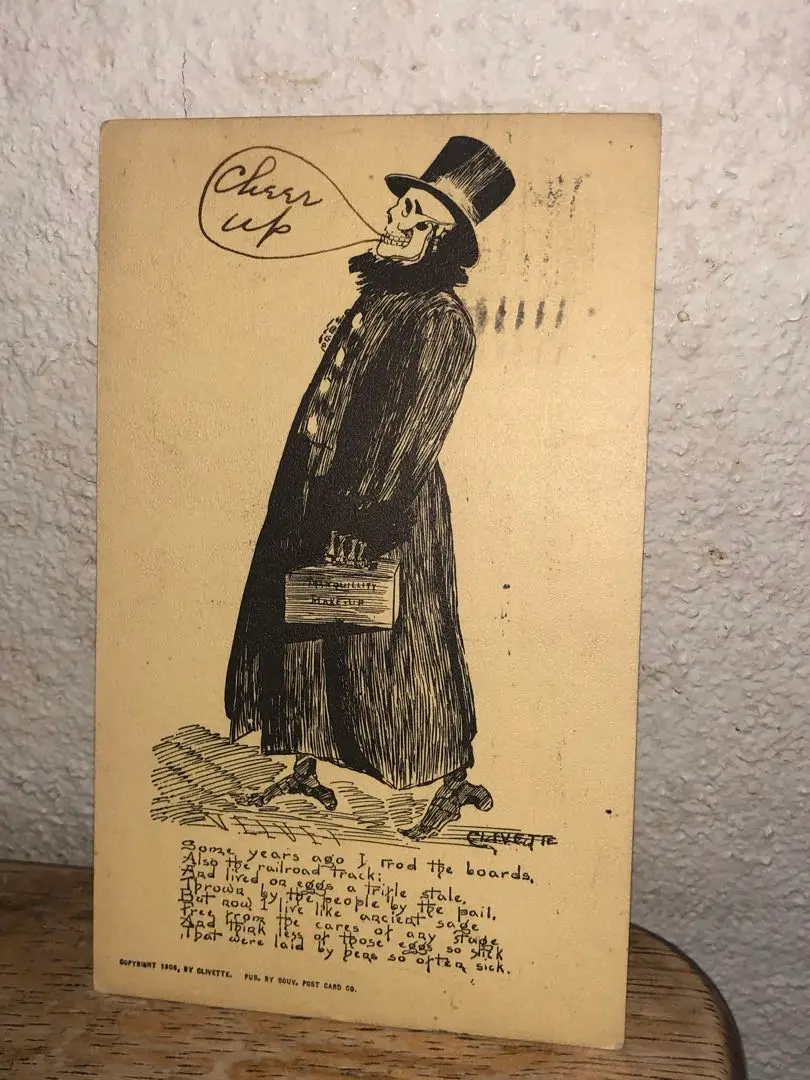 Cheer
up
TRANQUILLITY
MAKE-UP
CLIVETTE
Some years ago I trod the boards,
Also the railroad track;
And lived on eggs a trifle stale,
Thrown by the people by the pail,
But now I live like ancient sage
Free from the cares of any stage
And think less of those eggs so slick
That were laid by hens so often sick.
COPYRIGHT 1906, BY CLIVETTE. PUB. BY SOUV. POST CARD CO.